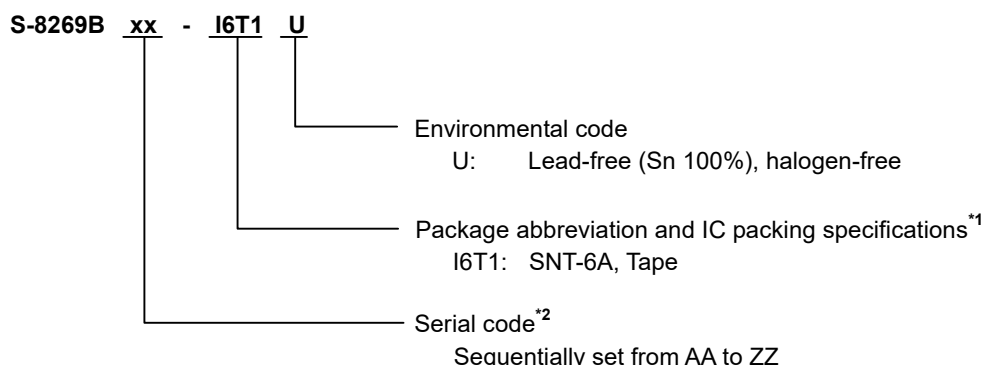 S-8269B xx - I6T1 U
Environmental code
U: Lead-free (Sn 100%), halogen-free
Package abbreviation and IC packing specifications*1
I6T1: SNT-6A, Tape
Serial code*2
Sequentially set from AA to ZZ